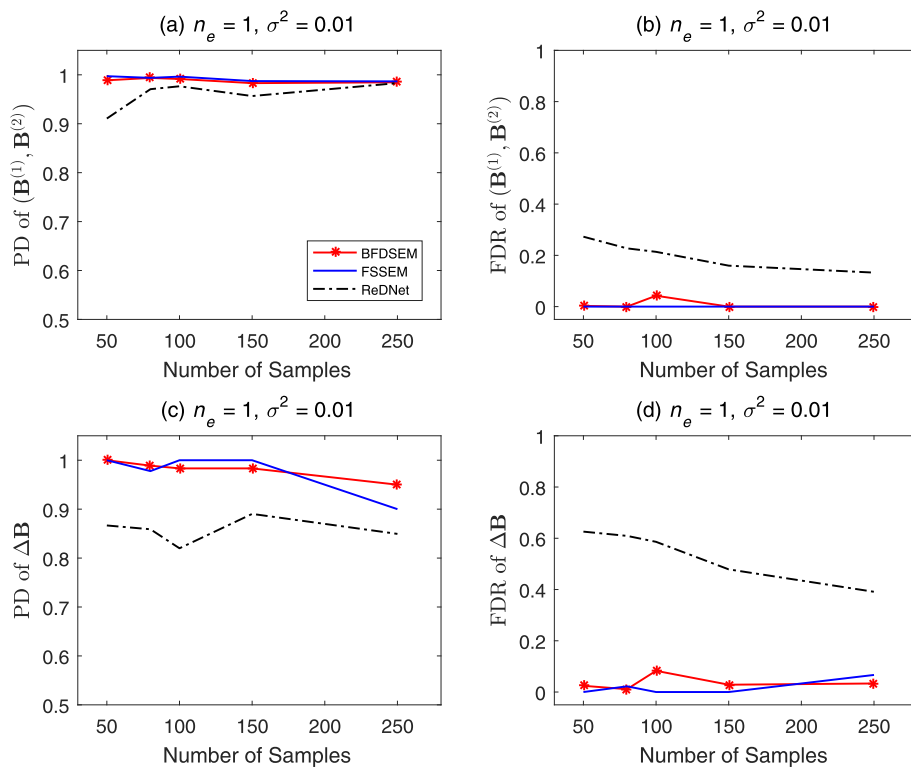 (a) n_e = 1, σ² = 0.01
PD of (B⁽¹⁾, B⁽²⁾)
1
0.9
0.8
0.7
0.6
0.5
BFDSEM
FSSEM
ReDNet
50 100 150 200 250
Number of Samples
(b) n_e = 1, σ² = 0.01
FDR of (B⁽¹⁾, B⁽²⁾)
1
0.8
0.6
0.4
0.2
0
50 100 150 200 250
Number of Samples
(c) n_e = 1, σ² = 0.01
PD of ΔB
1
0.9
0.8
0.7
0.6
0.5
50 100 150 200 250
Number of Samples
(d) n_e = 1, σ² = 0.01
FDR of ΔB
1
0.8
0.6
0.4
0.2
0
50 100 150 200 250
Number of Samples